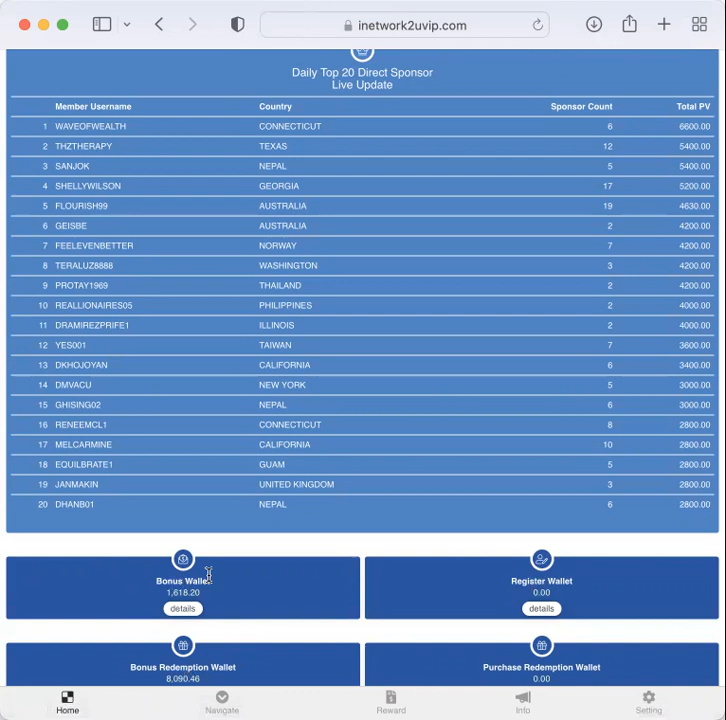 inetwork2uvip.com
Daily Top 20 Direct Sponsor
Live Update
Member Username Country Sponsor Count Total PV
1 WAVEOFWEALTH CONNECTICUT 6 6600.00
2 THZTHERAPY TEXAS 12 5400.00
3 SANJOK NEPAL 5 5400.00
4 SHELLYWILSON GEORGIA 17 5200.00
5 FLOURISH99 AUSTRALIA 19 4630.00
6 GEISBE AUSTRALIA 2 4200.00
7 FEELEVENBETTER NORWAY 7 4200.00
8 TERALUZ8888 WASHINGTON 3 4200.00
9 PROTAY1969 THAILAND 2 4200.00
10 REALLIONAIRES05 PHILIPPINES 2 4000.00
11 DRAMIREZPRIFE1 ILLINOIS 2 4000.00
12 YES001 TAIWAN 7 3600.00
13 DKHOJOYAN CALIFORNIA 6 3400.00
14 DMVACU NEW YORK 5 3000.00
15 GHISING02 NEPAL 6 3000.00
16 RENEEMCL1 CONNECTICUT 8 2800.00
17 MELCARMINE CALIFORNIA 10 2800.00
18 EQUILBRATE1 GUAM 5 2800.00
19 JANMAKIN UNITED KINGDOM 3 2800.00
20 DHANB01 NEPAL 6 2800.00
Bonus Wallet Register Wallet
1,618.20 0.00
details details
Bonus Redemption Wallet Purchase Redemption Wallet
8,090.46 0.00
Home Navigate Reward Info Setting